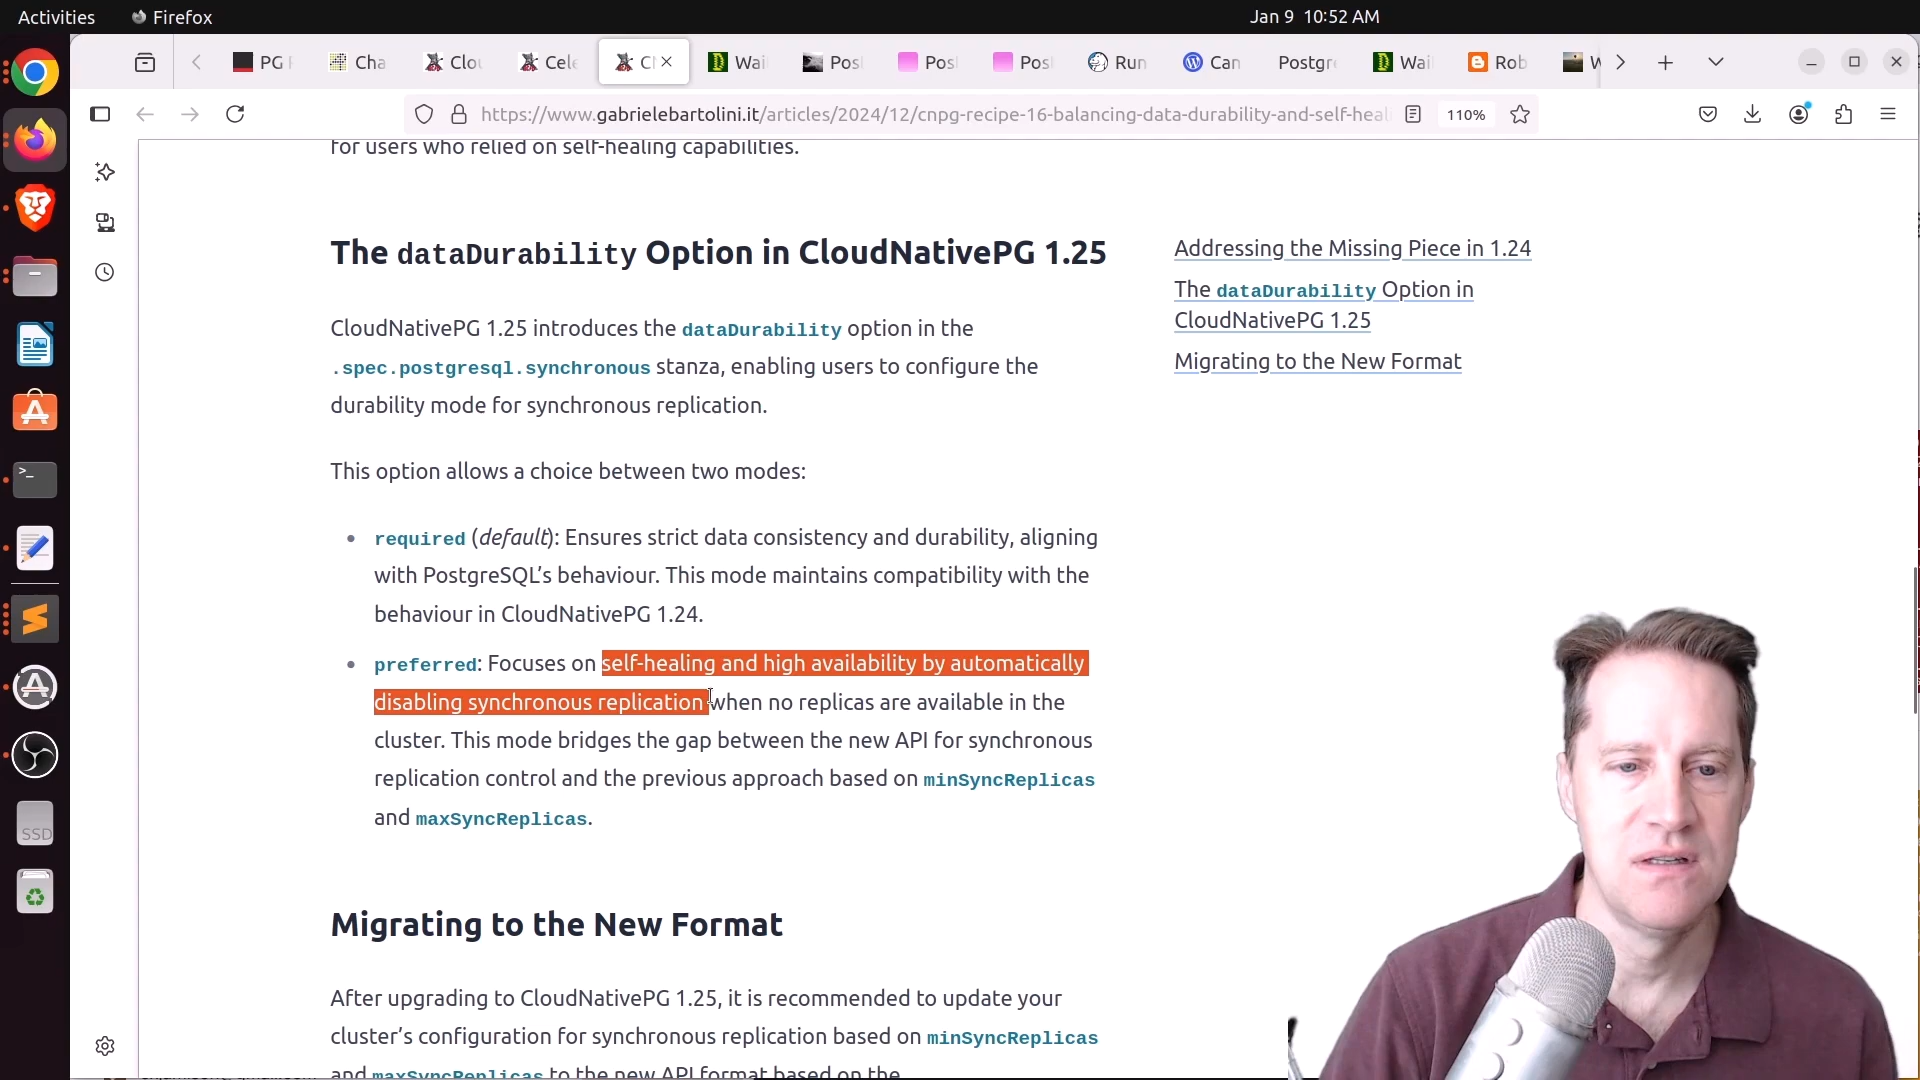 Activities
Firefox
Jan 9 10:52 AM
PG
Cha
Clou
Cele
Wai
Pos
Pos
Pos
Run
Can
Postgre
Wai
Rob
https://www.gabrielebartolini.it/articles/2024/12/cnpg-recipe-16-balancing-data-durability-and-self-heal
110%
for users who relied on self-healing capabilities.
The dataDurability Option in CloudNativePG 1.25
CloudNativePG 1.25 introduces the dataDurability option in the
.spec.postgresql.synchronous stanza, enabling users to configure the
durability mode for synchronous replication.
This option allows a choice between two modes:
required (default): Ensures strict data consistency and durability, aligning
with PostgreSQL’s behaviour. This mode maintains compatibility with the
behaviour in CloudNativePG 1.24.
preferred: Focuses on self-healing and high availability by automatically
disabling synchronous replication when no replicas are available in the
cluster. This mode bridges the gap between the new API for synchronous
replication control and the previous approach based on minSyncReplicas
and maxSyncReplicas.
Migrating to the New Format
After upgrading to CloudNativePG 1.25, it is recommended to update your
cluster’s configuration for synchronous replication based on minSyncReplicas
and maxSyncReplicas to the new API format based on the
Addressing the Missing Piece in 1.24
The dataDurability Option in
CloudNativePG 1.25
Migrating to the New Format
SSD